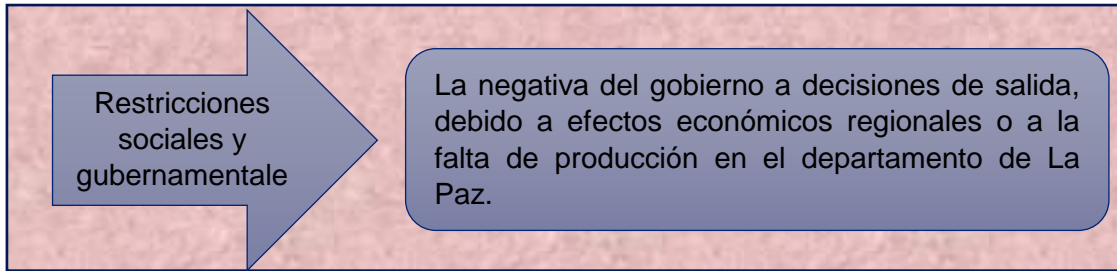 Restricciones
sociales y
gubernamentale
La negativa del gobierno a decisiones de salida,
debido a efectos económicos regionales o a la
falta de producción en el departamento de La
Paz.